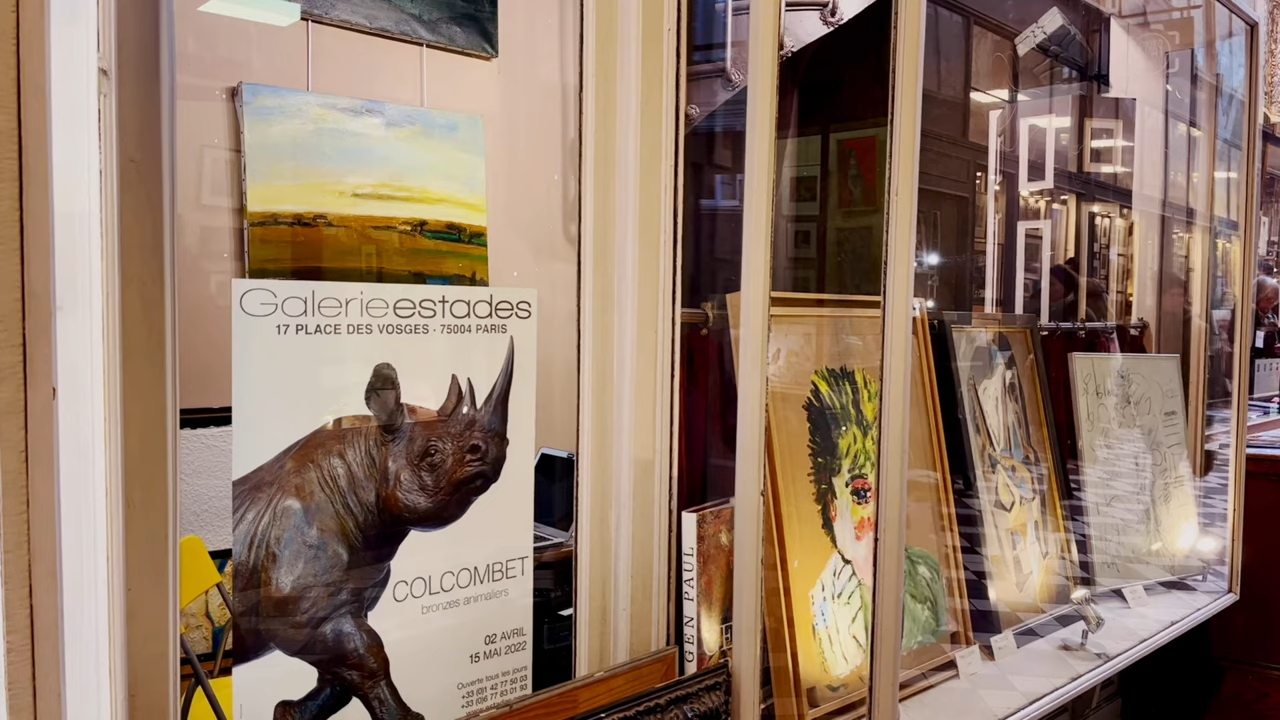 Galerie estades
17 PLACE DES VOSGES - 75004 PARIS
COLCOMBET
bronzes animaliers
02 AVRIL
15 MAI 2022
Ouverte tous les jours
+33 (0)1 42 77 50 03
+33 (0)6 77 83 01 93
GEN PAUL